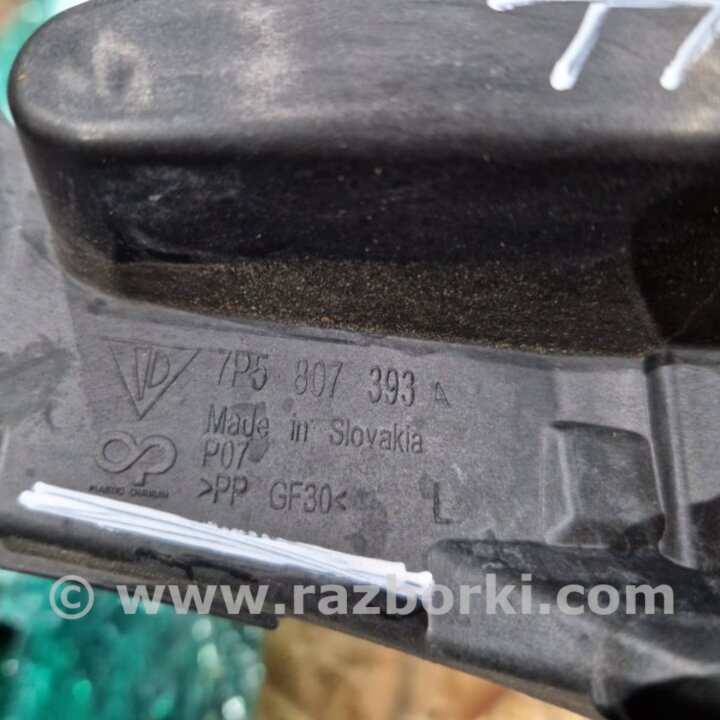 7P5 807 393 A
Made in Slovakia
P07
PLASTIC OMNIUM
>PP GF30<
L
© www.razborki.com